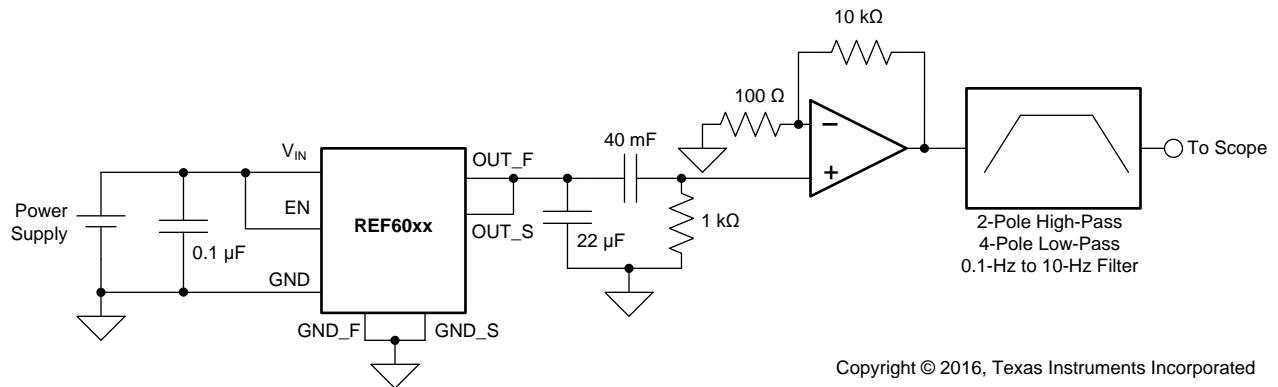 10 kΩ
100 Ω
40 mF
To Scope
V_IN
OUT_F
Power
Supply
EN
REF60xx
OUT_S
1 kΩ
0.1 µF
22 µF
GND
GND_F
GND_S
2-Pole High-Pass
4-Pole Low-Pass
0.1-Hz to 10-Hz Filter
Copyright © 2016, Texas Instruments Incorporated